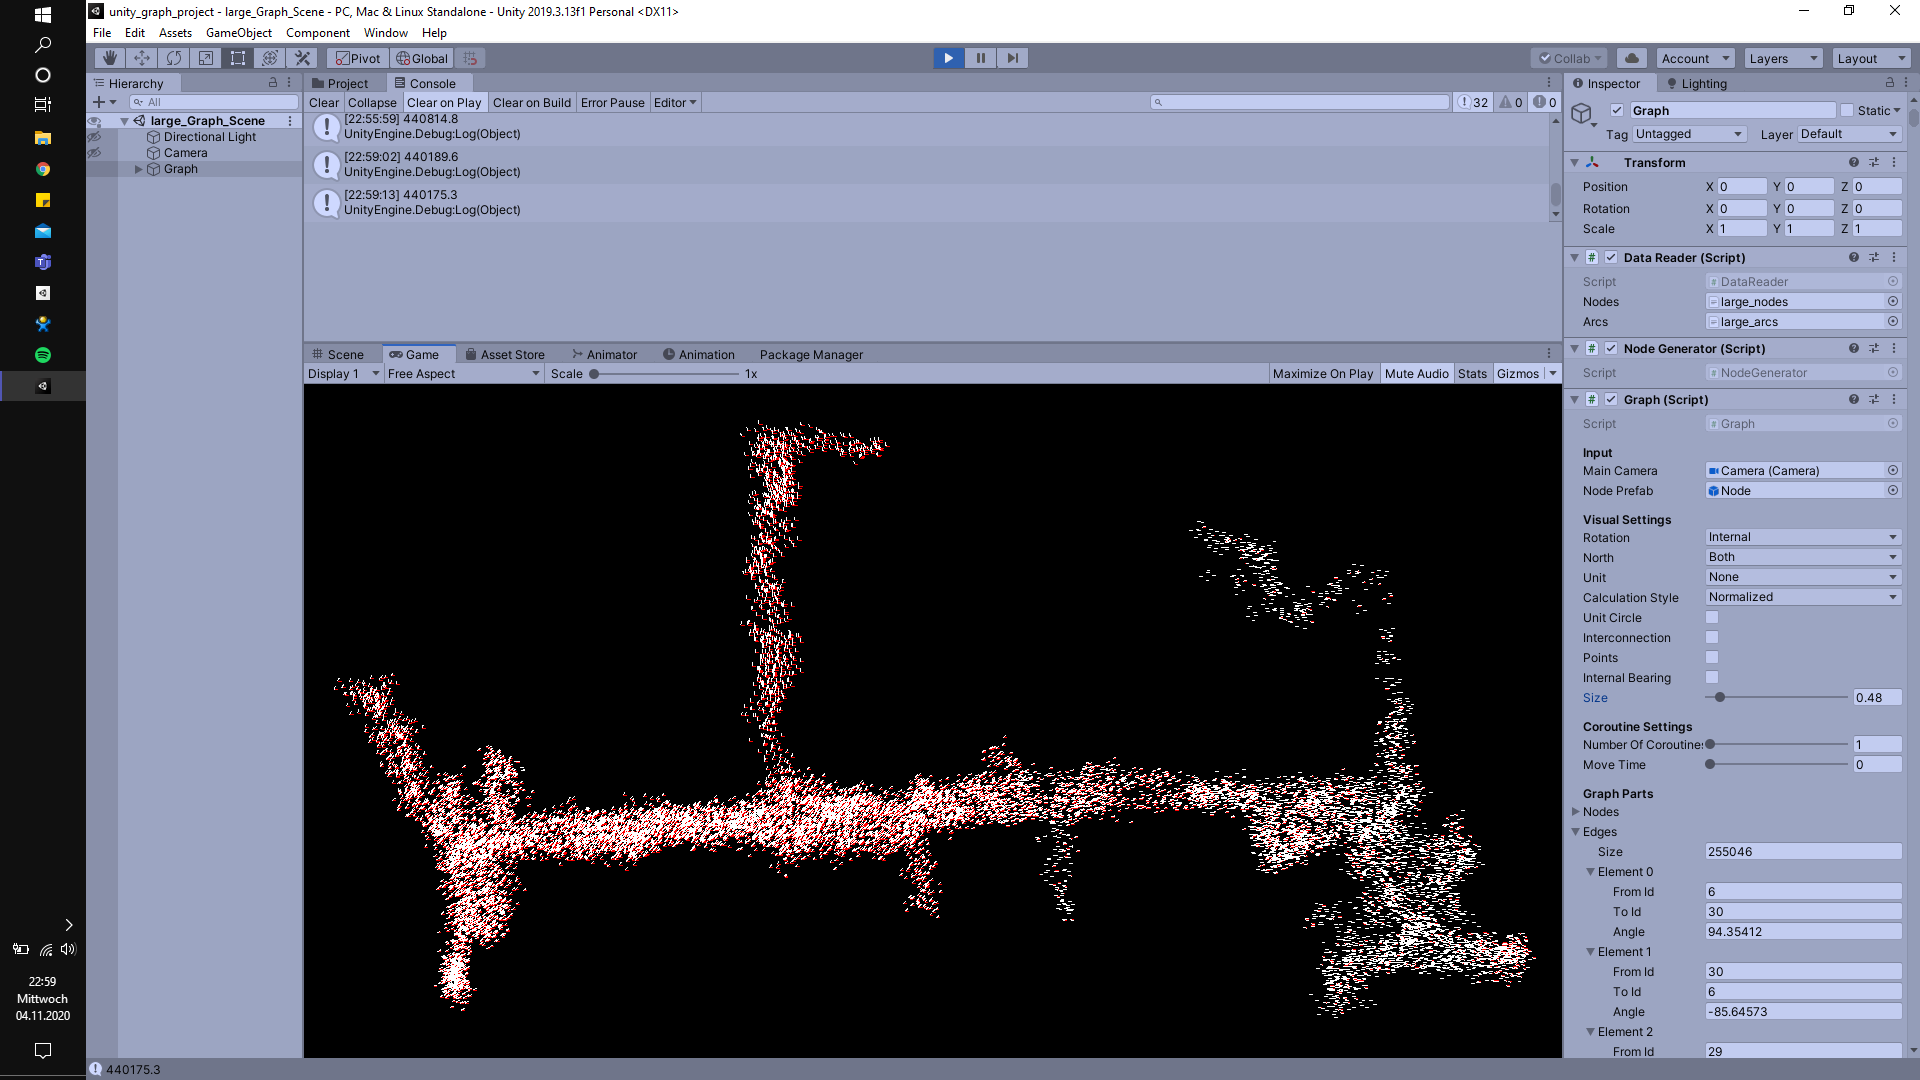 unity_graph_project - large_Graph_Scene - PC, Mac & Linux Standalone - Unity 2019.3.13f1 Personal <DX11>
File Edit Assets GameObject Component Window Help
Pivot Global Collab Account Layers Layout
Hierarchy
All
large_Graph_Scene
Directional Light
Camera
Graph
Project Console
Clear Collapse Clear on Play Clear on Build Error Pause Editor 32 0 0
[22:55:59] 440814.8
UnityEngine.Debug:Log(Object)
[22:59:02] 440189.6
UnityEngine.Debug:Log(Object)
[22:59:13] 440175.3
UnityEngine.Debug:Log(Object)
Scene Game Asset Store Animator Animation Package Manager
Display 1 Free Aspect Scale 1x Maximize On Play Mute Audio Stats Gizmos
Inspector Lighting
Graph Static
Tag Untagged Layer Default
Transform
Position X 0 Y 0 Z 0
Rotation X 0 Y 0 Z 0
Scale X 1 Y 1 Z 1
# Data Reader (Script)
Script # DataReader
Nodes large_nodes
Arcs large_arcs
# Node Generator (Script)
Script # NodeGenerator
# Graph (Script)
Script # Graph
Input
Main Camera Camera (Camera)
Node Prefab Node
Visual Settings
Rotation Internal
North Both
Unit None
Calculation Style Normalized
Unit Circle
Interconnection
Points
Internal Bearing
Size 0.48
Coroutine Settings
Number Of Coroutine: 1
Move Time 0
Graph Parts
Nodes
Edges
Size 255046
Element 0
From Id 6
To Id 30
Angle 94.35412
Element 1
From Id 30
To Id 6
Angle -85.64573
Element 2
From Id 29
22:59
Mittwoch
04.11.2020
440175.3